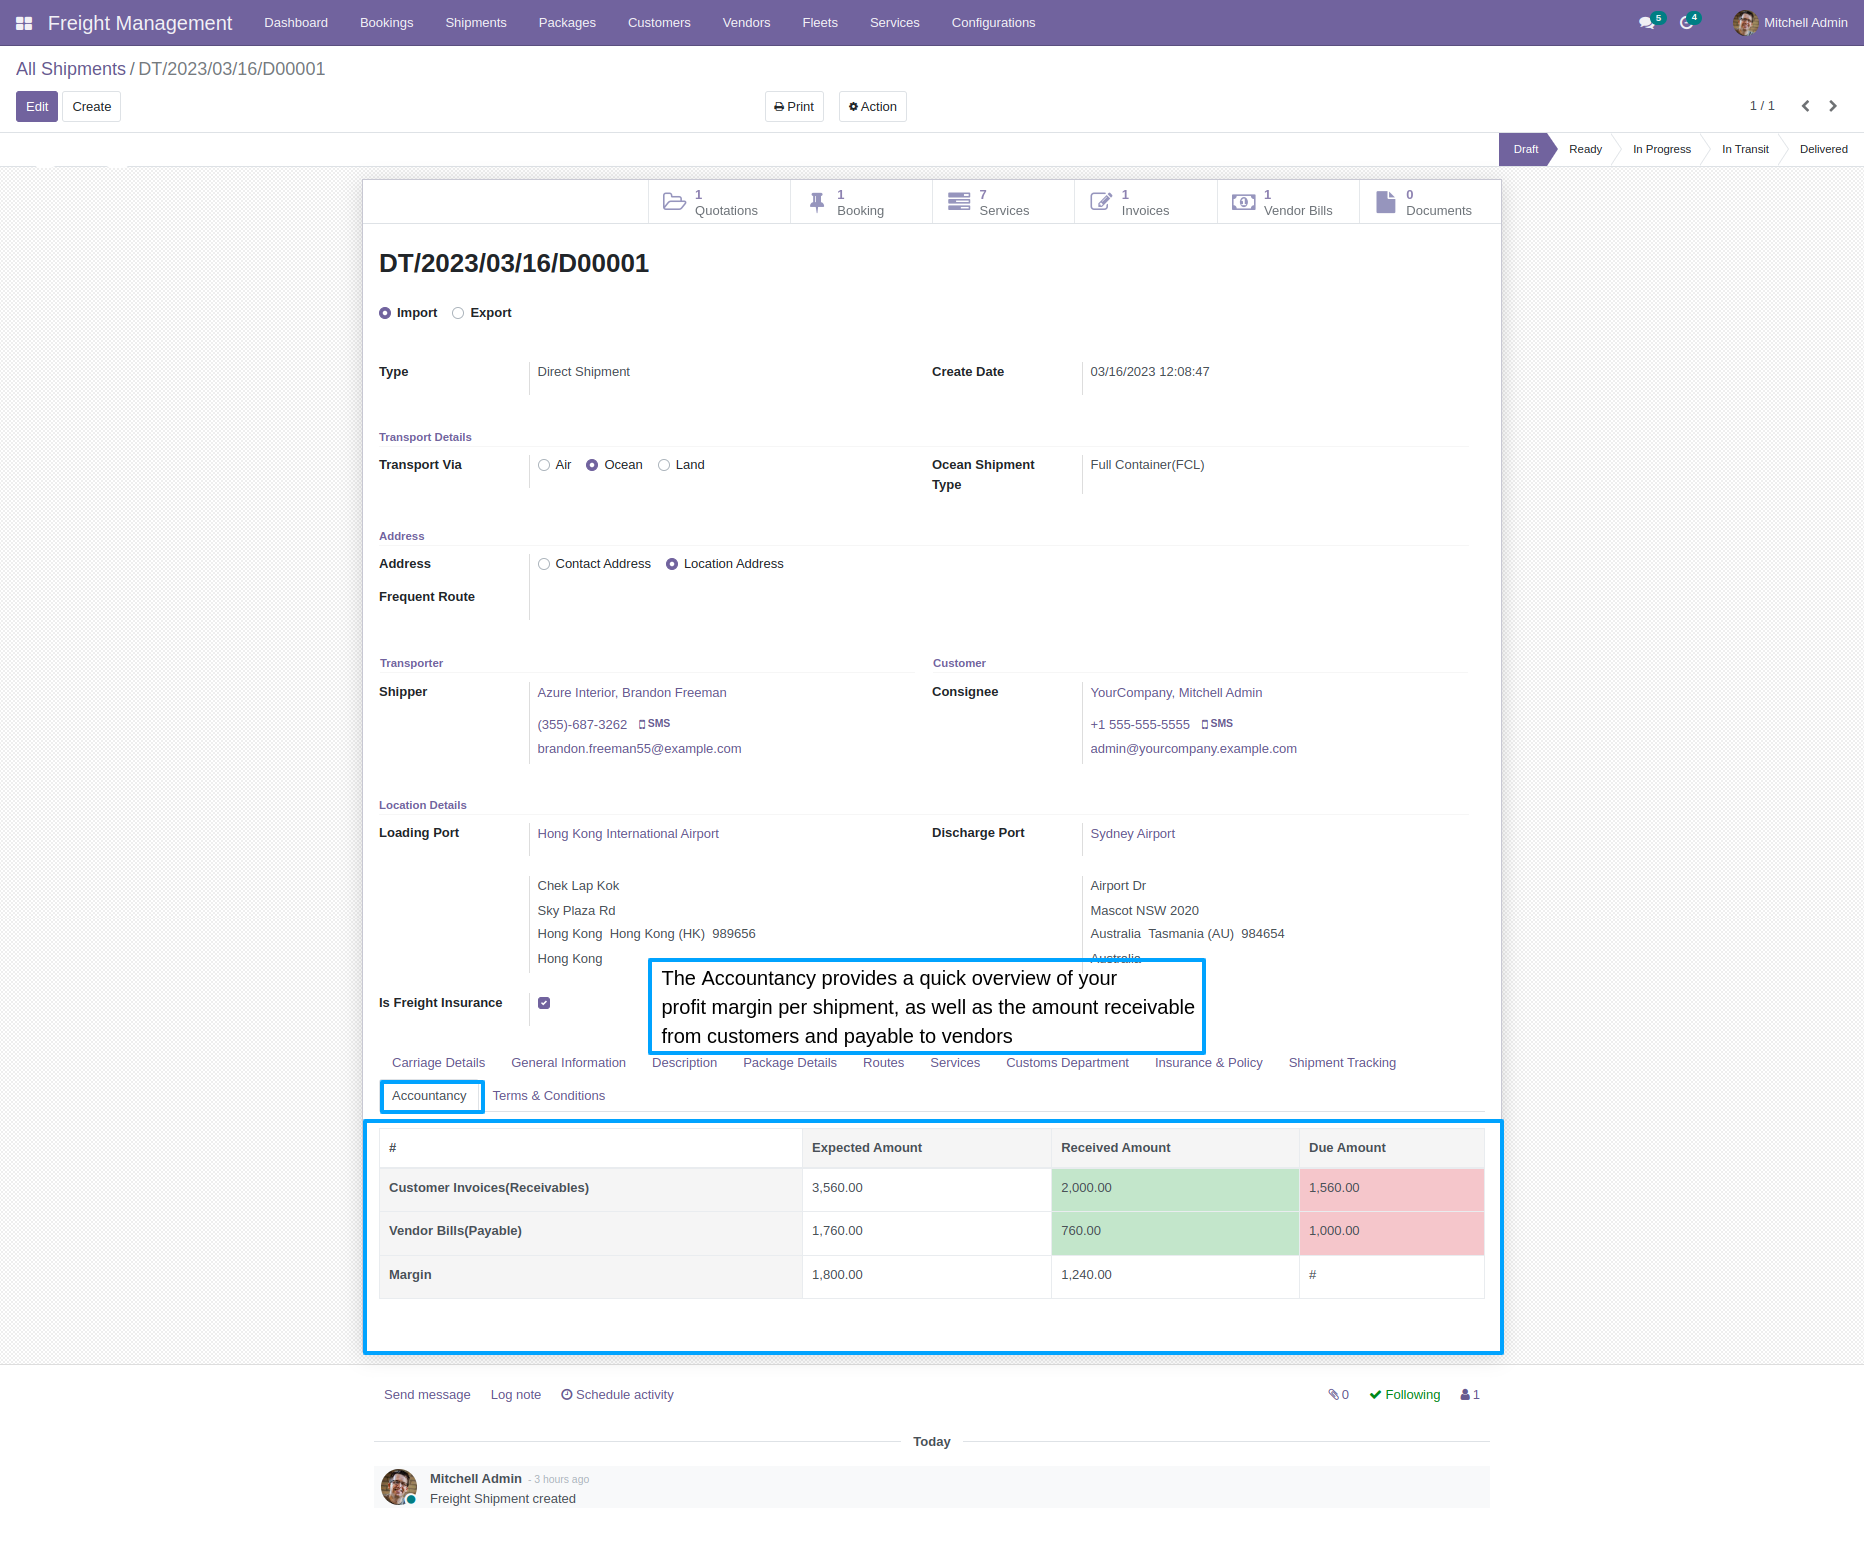 Freight Management Dashboard Bookings Shipments Packages Customers Vendors Fleets Services Configurations 5 4 Mitchell Admin
All Shipments / DT/2023/03/16/D00001
Edit Create Print Action 1 / 1
Draft Ready In Progress In Transit Delivered
1 Quotations
1 Booking
7 Services
1 Invoices
1 Vendor Bills
0 Documents
DT/2023/03/16/D00001
Import Export
Type Direct Shipment Create Date 03/16/2023 12:08:47
Transport Details
Transport Via Air Ocean Land Ocean Shipment Type Full Container(FCL)
Address
Address Contact Address Location Address
Frequent Route
Transporter Customer
Shipper Azure Interior, Brandon Freeman Consignee YourCompany, Mitchell Admin
(355)-687-3262 SMS +1 555-555-5555 SMS
brandon.freeman55@example.com admin@yourcompany.example.com
Location Details
Loading Port Hong Kong International Airport Discharge Port Sydney Airport
Chek Lap Kok Airport Dr
Sky Plaza Rd Mascot NSW 2020
Hong Kong Hong Kong (HK) 989656 Australia Tasmania (AU) 984654
Hong Kong Australia
The Accountancy provides a quick overview of your
profit margin per shipment, as well as the amount receivable
from customers and payable to vendors
Is Freight Insurance
Carriage Details General Information Description Package Details Routes Services Customs Department Insurance & Policy Shipment Tracking
Accountancy Terms & Conditions
# Expected Amount Received Amount Due Amount
Customer Invoices(Receivables) 3,560.00 2,000.00 1,560.00
Vendor Bills(Payable) 1,760.00 760.00 1,000.00
Margin 1,800.00 1,240.00 #
Send message Log note Schedule activity 0 Following 1
Today
Mitchell Admin - 3 hours ago
Freight Shipment created